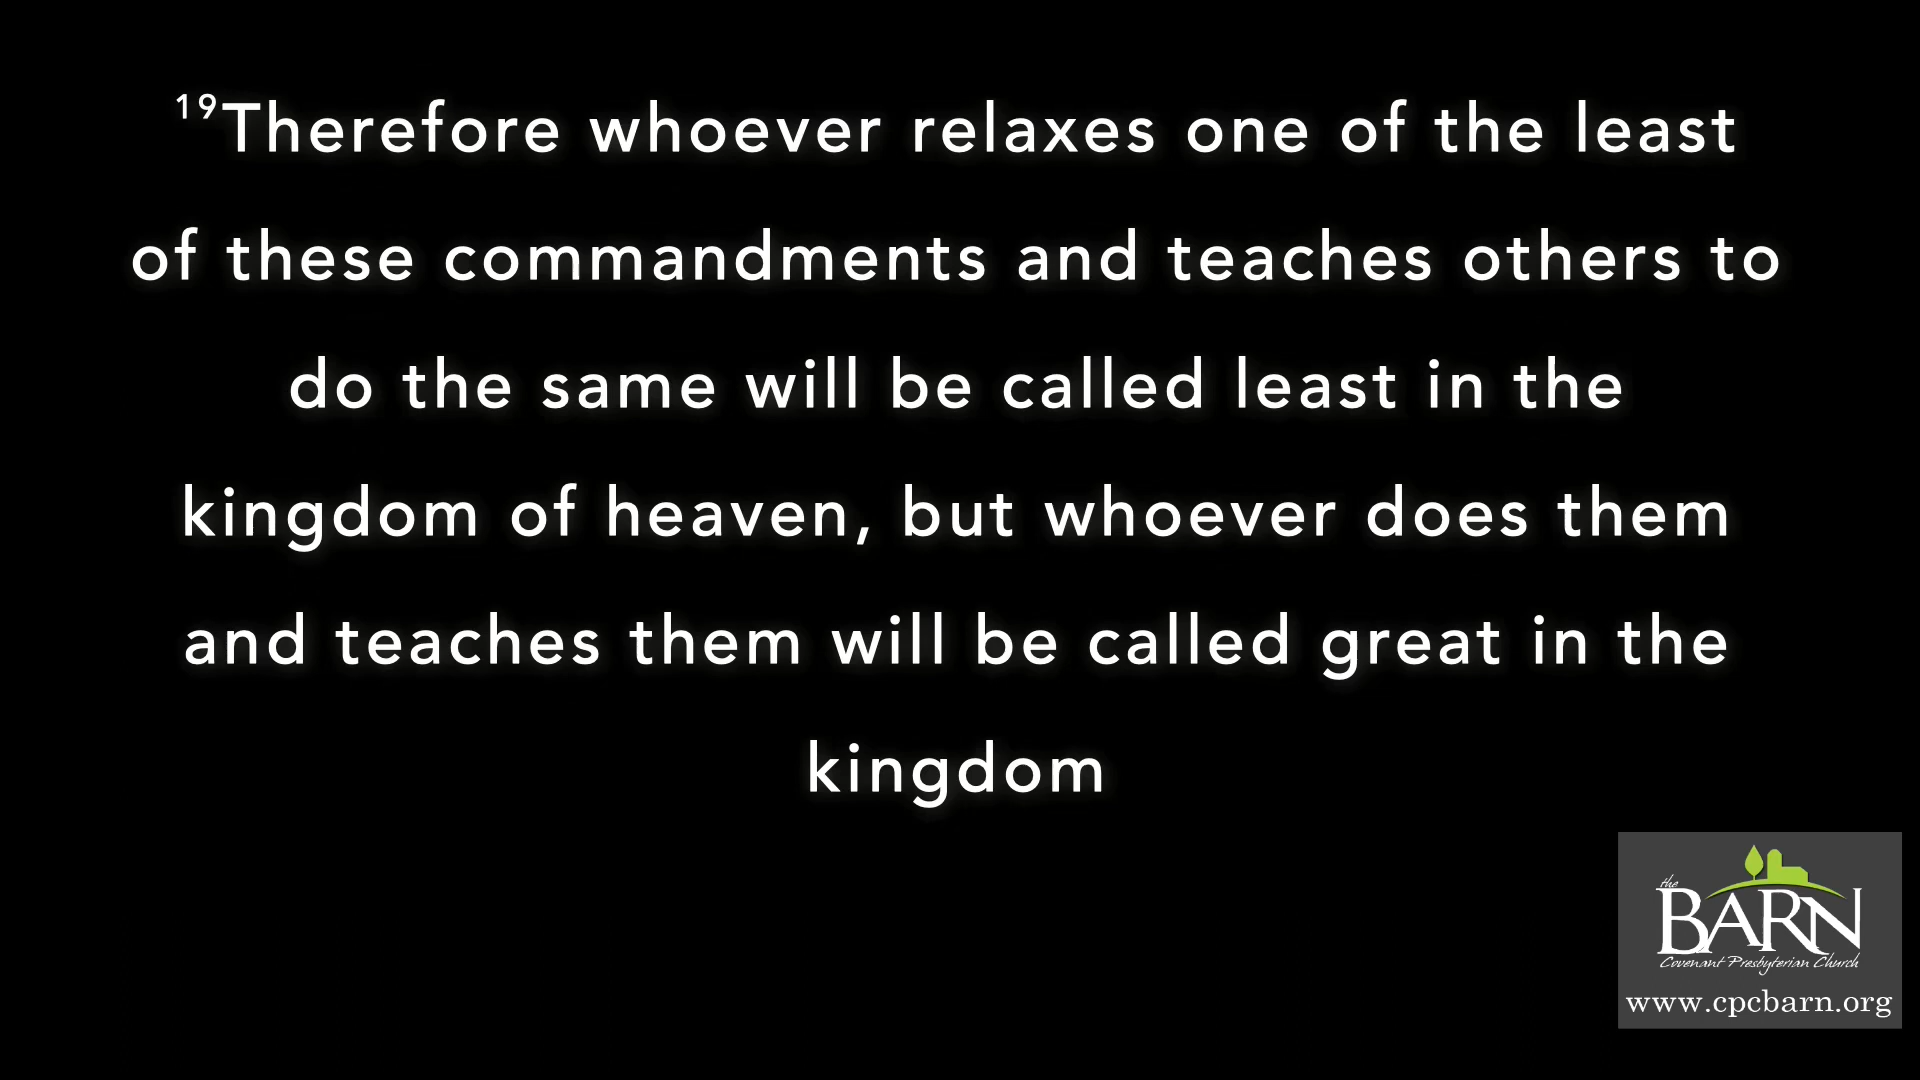 19Therefore whoever relaxes one of the least
of these commandments and teaches others to
do the same will be called least in the
kingdom of heaven, but whoever does them
and teaches them will be called great in the
kingdom
the
BARN
Covenant Presbyterian Church
www.cpcbarn.org